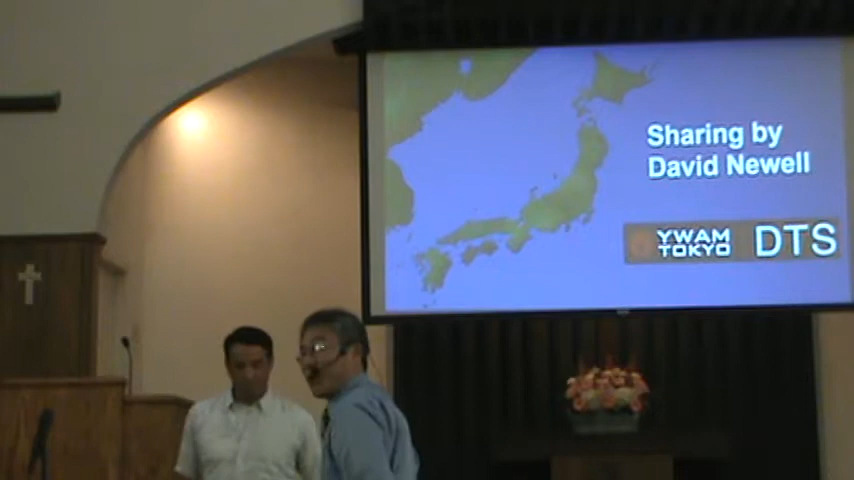 Sharing by
David Newell
YWAM
TOKYO
DTS